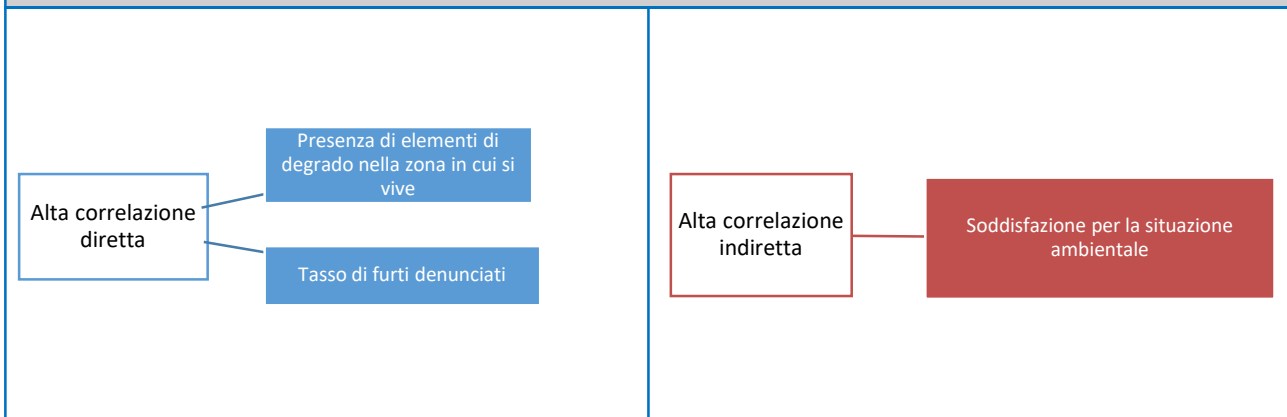 Alta correlazione
diretta
Presenza di elementi di
degrado nella zona in cui si
vive
Tasso di furti denunciati
Alta correlazione
indiretta
Soddisfazione per la situazione
ambientale